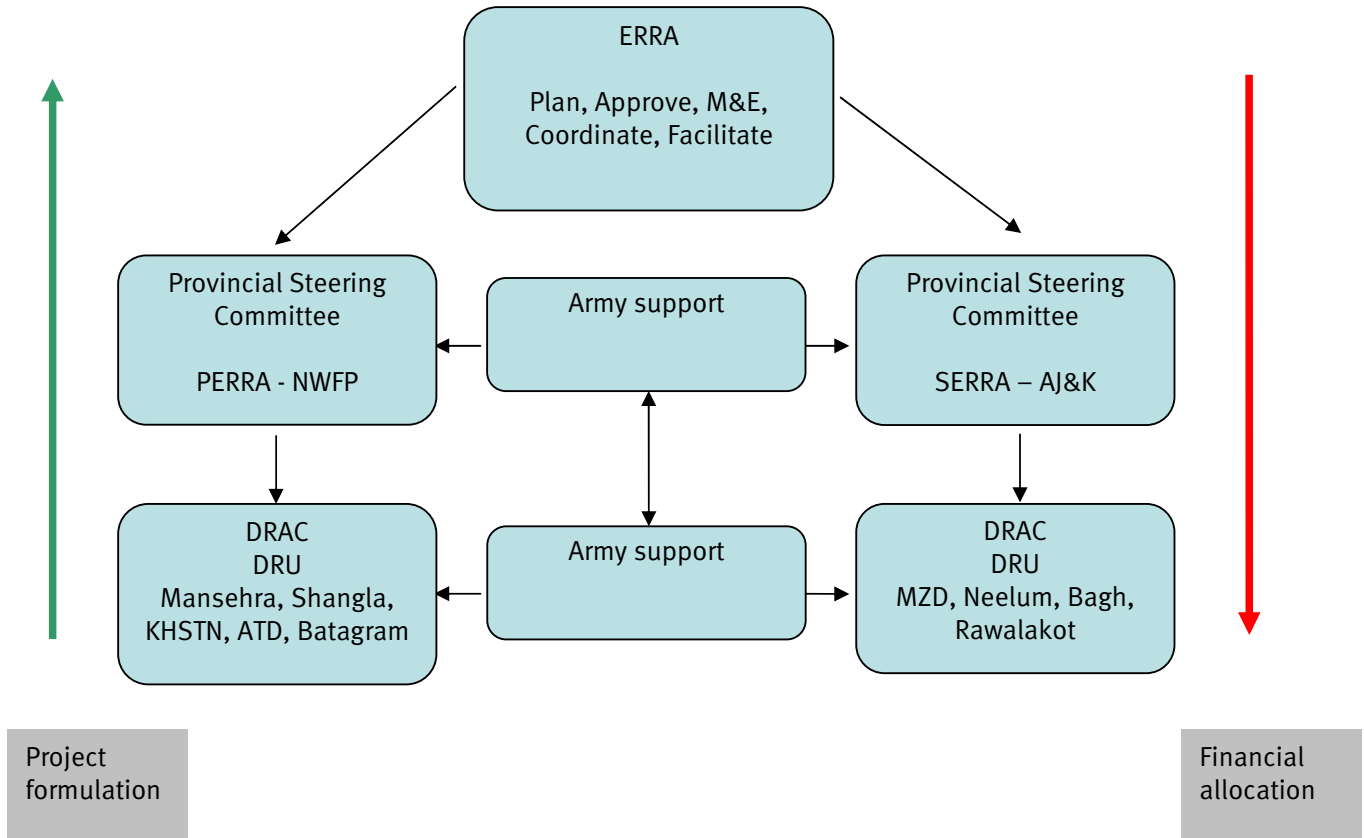 ERRA
Plan, Approve, M&E,
Coordinate, Facilitate
Provincial Steering
Committee
PERRA - NWFP
Army support
Provincial Steering
Committee
SERRA – AJ&K
DRAC
DRU
Mansehra, Shangla,
KHSTN, ATD, Batagram
Army support
DRAC
DRU
MZD, Neelum, Bagh,
Rawalakot
Project
formulation
Financial
allocation